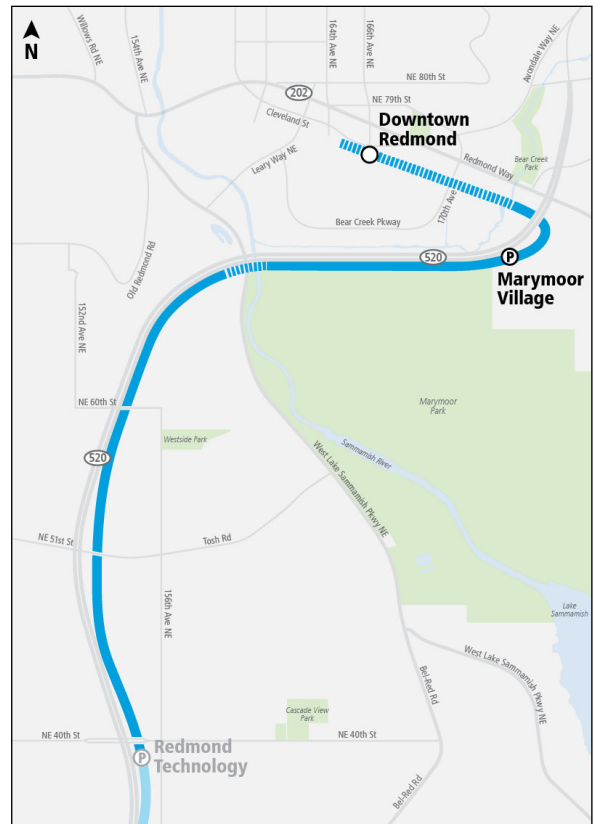 N
Willows Rd NE
154th Ave NE
164th Ave NE
166th Ave NE
Avondale Way NE
NE 80th St
202
NE 79th St
Cleveland St
Downtown
Redmond
Leary Way NE
Redmond Way
Bear Creek
Park
170th Ave
Bear Creek Pkway
Old Redmond Rd
520
P
Marymoor
Village
152nd Ave NE
NE 60th St
Marymoor
Park
Westside Park
520
West Lake Sammamish Pkwy NE
Sammamish River
NE 51st St
Tosh Rd
156th Ave NE
Lake
Sammamish
West Lake Sammamish Pkwy NE
Bel-Red Rd
Cascade View
Park
NE 40th St
NE 40th St
P
Redmond
Technology
Bel-Red Rd